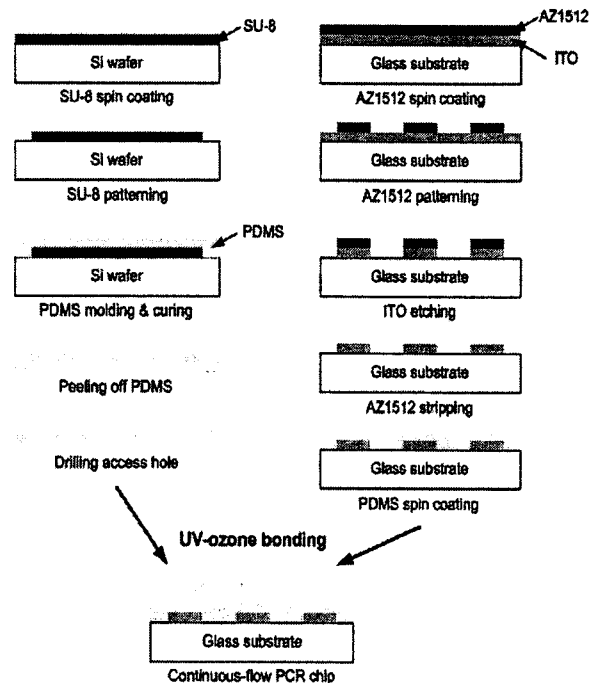 SU-8
Si wafer
SU-8 spin coating
Si wafer
SU-8 patterning
PDMS
Si wafer
PDMS molding & curing
Peeling off PDMS
Drilling access hole
AZ1512
ITO
Glass substrate
AZ1512 spin coating
Glass substrate
AZ1512 patterning
Glass substrate
ITO etching
Glass substrate
AZ1512 stripping
Glass substrate
PDMS spin coating
UV-ozone bonding
Glass substrate
Continuous-flow PCR chip